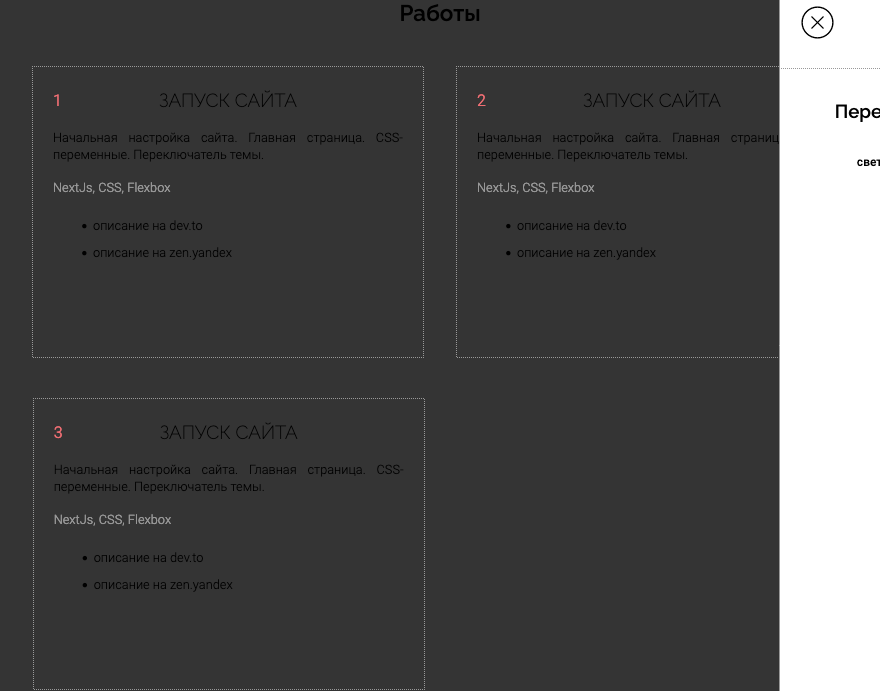 Работы
1 ЗАПУСК САЙТА
Начальная настройка сайта. Главная страница. CSS-
переменные. Переключатель темы.
NextJs, CSS, Flexbox
• описание на dev.to
• описание на zen.yandex
2 ЗАПУСК САЙТА
Начальная настройка сайта. Главная страниц
переменные. Переключатель темы.
NextJs, CSS, Flexbox
• описание на dev.to
• описание на zen.yandex
3 ЗАПУСК САЙТА
Начальная настройка сайта. Главная страница. CSS-
переменные. Переключатель темы.
NextJs, CSS, Flexbox
• описание на dev.to
• описание на zen.yandex
Пере
свет